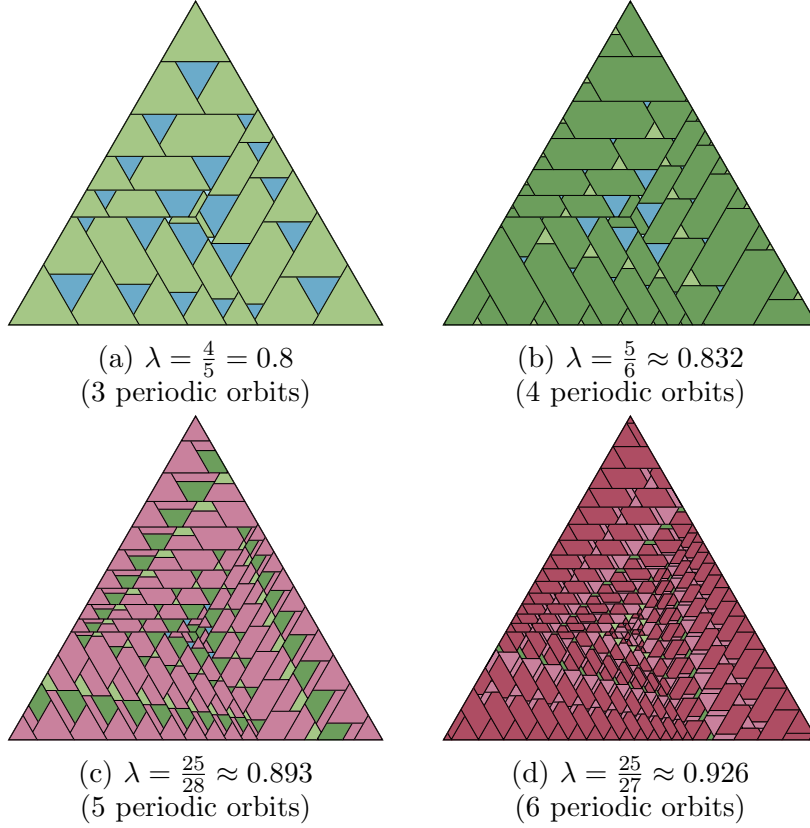 (a) λ = 4/5 = 0.8
(3 periodic orbits)
(b) λ = 5/6 ≈ 0.832
(4 periodic orbits)
(c) λ = 25/28 ≈ 0.893
(5 periodic orbits)
(d) λ = 25/27 ≈ 0.926
(6 periodic orbits)